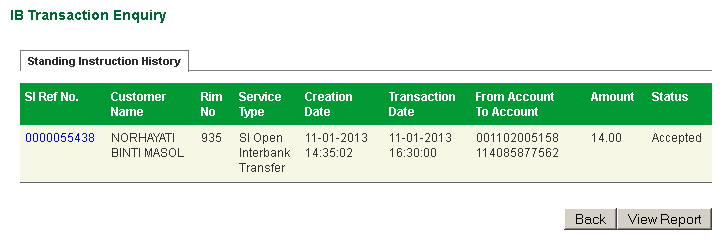 IB Transaction Enquiry
Standing Instruction History
SI Ref No. Customer Name Rim No Service Type Creation Date Transaction Date From Account To Account Amount Status
0000055438 NORHAYATI BINTI MASOL 935 SI Open Interbank Transfer 11-01-2013 14:35:02 11-01-2013 16:30:00 001102005158 114085877562 14.00 Accepted
Back View Report